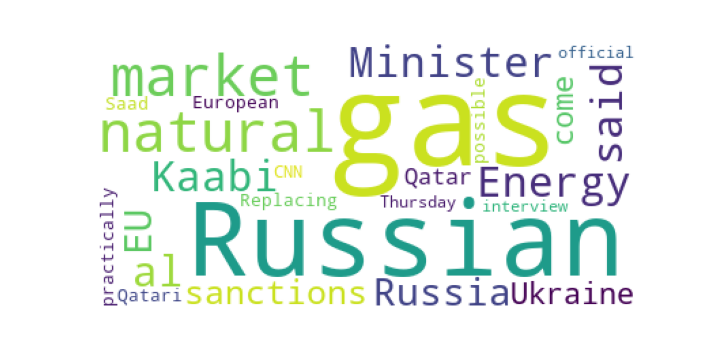 official
Minister
market
gas
said
come
possible
Saad
European
natural
Kaabi
CNN
Qatar
Energy
Replacing
Thursday
interview
practically
EU
Russian
al
Qatari
sanctions
Russia
Ukraine